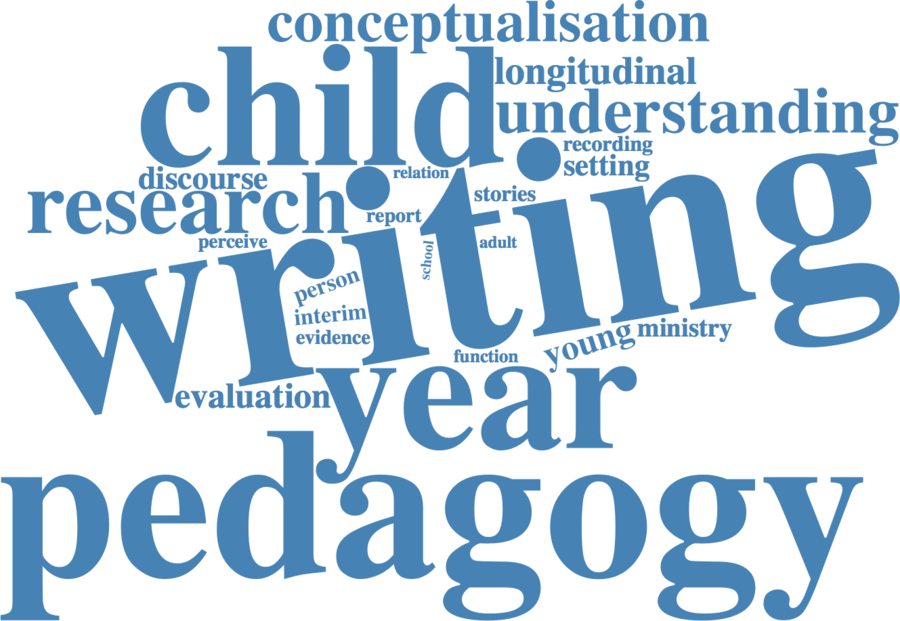 conceptualisation
child
longitudinal
understanding
recording
setting
relation
discourse
research
stories
report
writing
perceive
school
adult
person
interim
evidence
function
young
ministry
evaluation
year
pedagogy